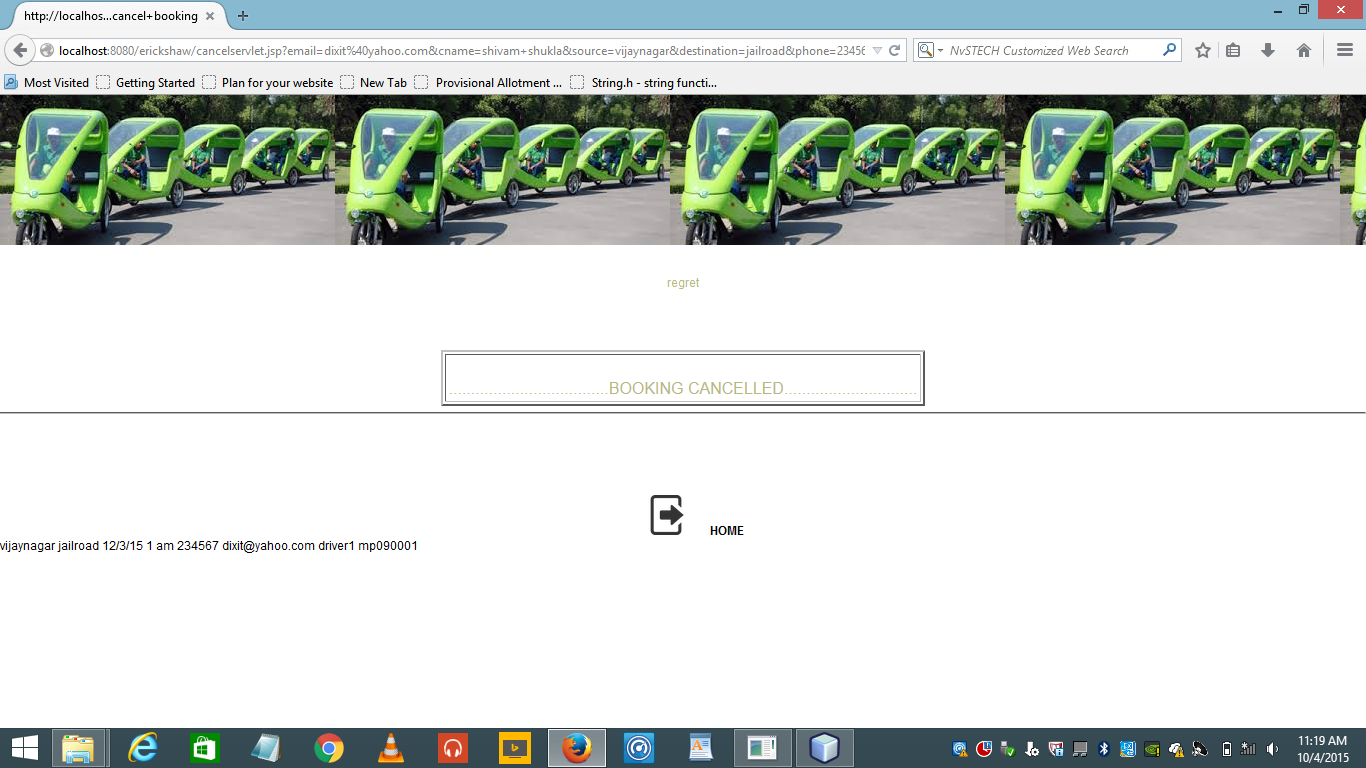 http://localhos...cancel+booking
localhost:8080/erickshaw/cancelservlet.jsp?email=dixit%40yahoo.com&cname=shivam+shukla&source=vijaynagar&destination=jailroad&phone=23456
NvSTECH Customized Web Search
Most Visited Getting Started Plan for your website New Tab Provisional Allotment ... String.h - string functi...
regret
....................................BOOKING CANCELLED..............................
HOME
vijaynagar jailroad 12/3/15 1 am 234567 dixit@yahoo.com driver1 mp090001
11:19 AM
10/4/2015